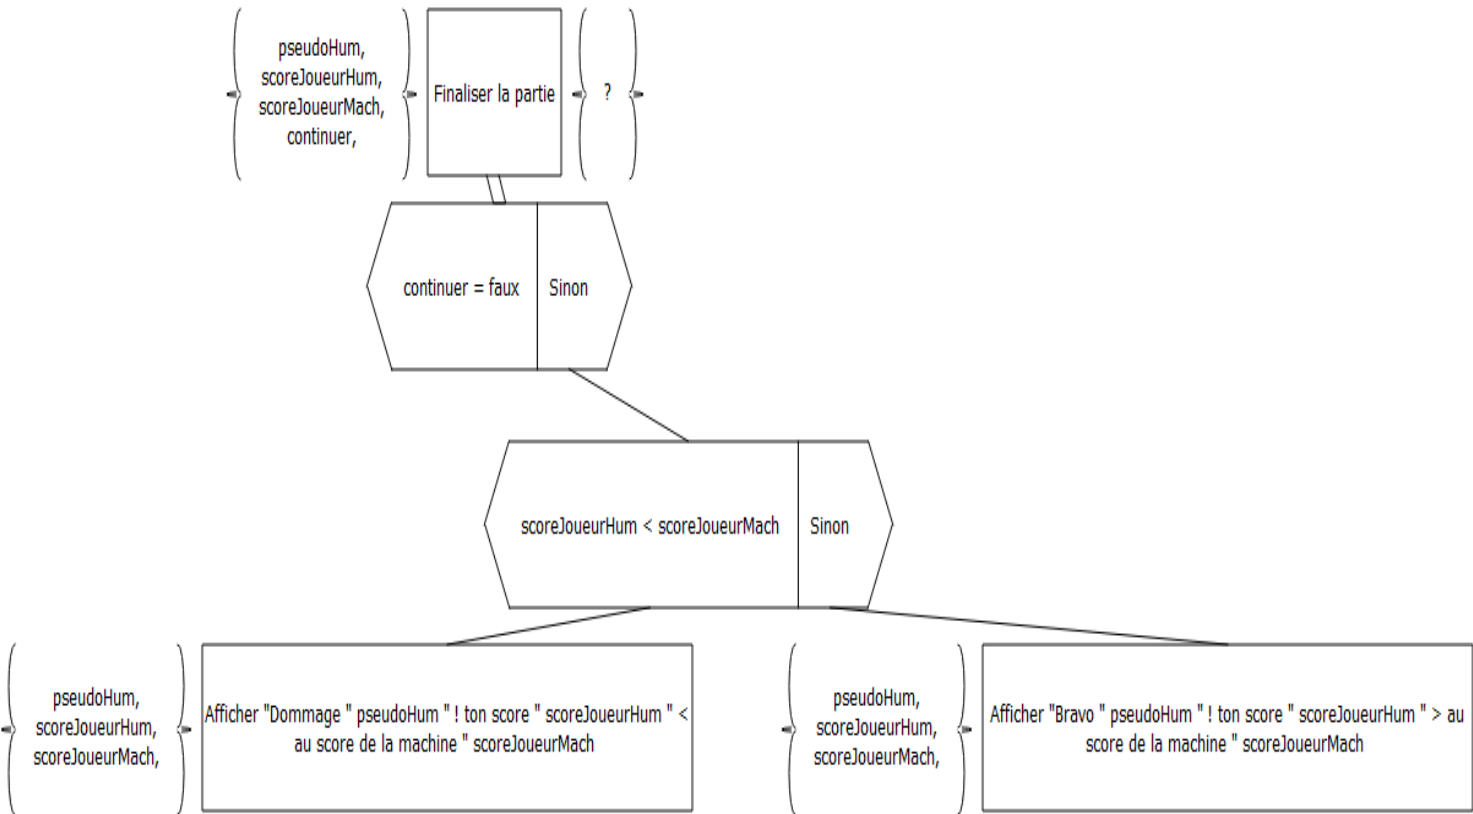 pseudoHum,
scoreJoueurHum,
scoreJoueurMach,
continuer,
Finaliser la partie
?
continuer = faux
Sinon
scoreJoueurHum < scoreJoueurMach
Sinon
pseudoHum,
scoreJoueurHum,
scoreJoueurMach,
Afficher "Dommage " pseudoHum " ! ton score " scoreJoueurHum " <
au score de la machine " scoreJoueurMach
pseudoHum,
scoreJoueurHum,
scoreJoueurMach,
Afficher "Bravo " pseudoHum " ! ton score " scoreJoueurHum " > au
score de la machine " scoreJoueurMach